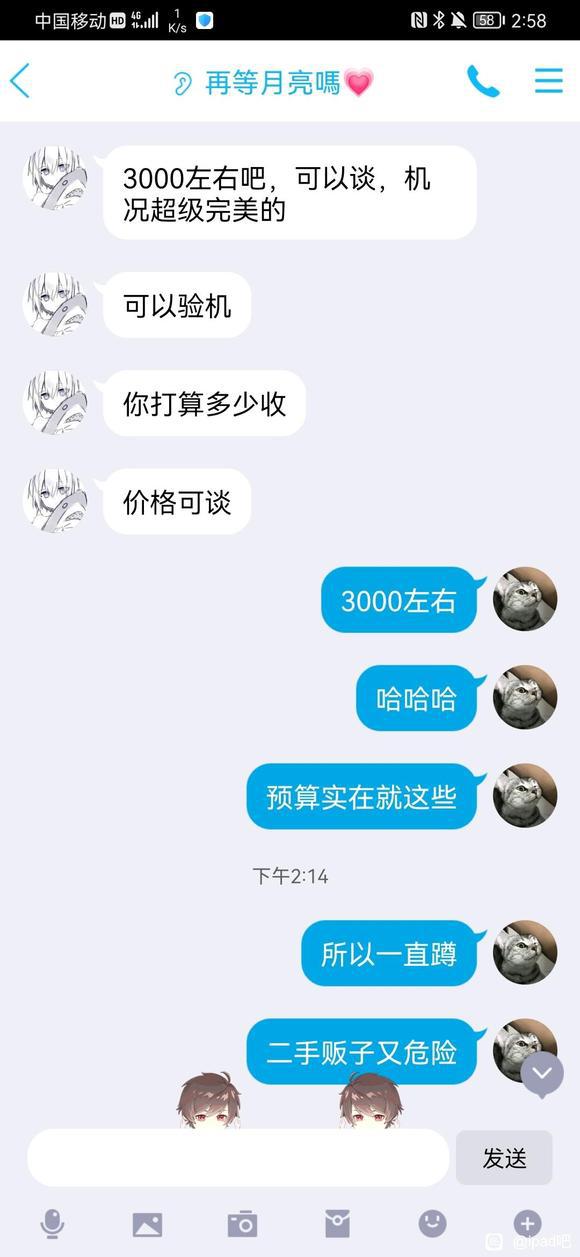 中国移动 HD 4G 1 K/s 58 2:58
再等月亮嗎
3000左右吧，可以谈，机
况超级完美的
可以验机
你打算多少收
价格可谈
3000左右
哈哈哈
预算实在就这些
下午2:14
所以一直蹲
二手贩子又危险
发送
@ipad吧